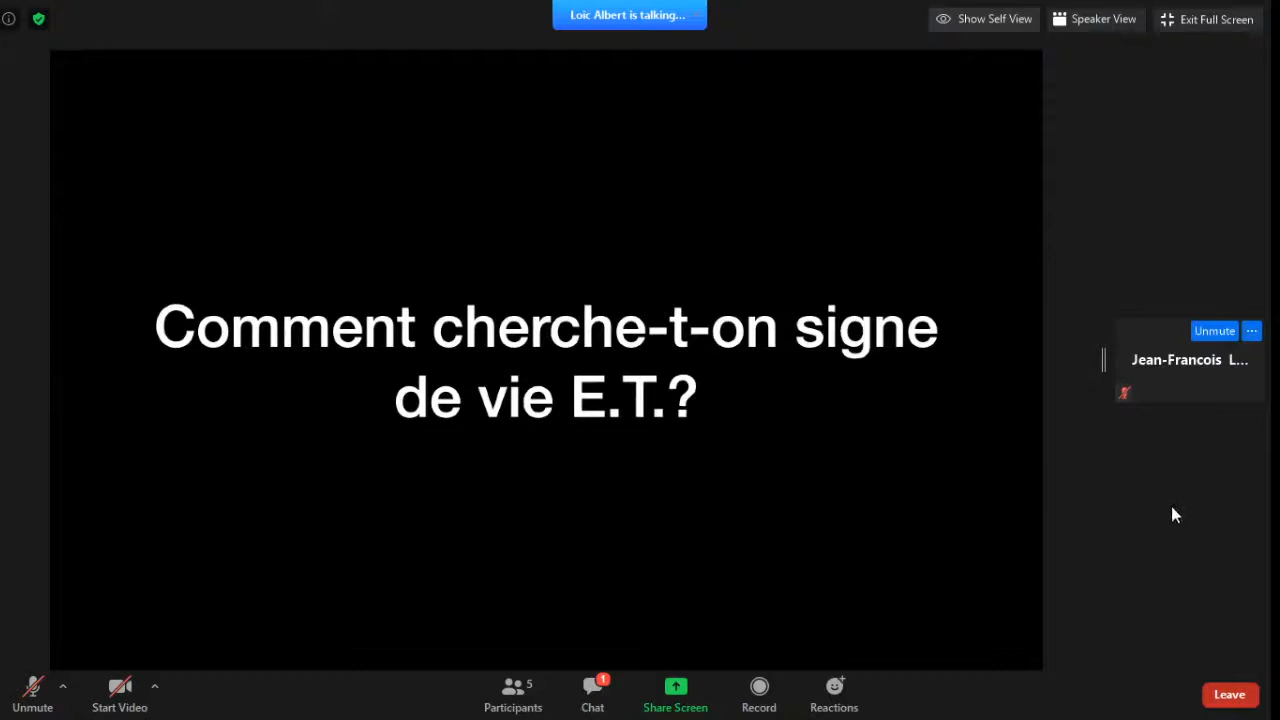 Loic Albert is talking...
Show Self View
Speaker View
Exit Full Screen
Comment cherche-t-on signe
de vie E.T.?
Unmute
...
Jean-Francois L...
Unmute
Start Video
5
Participants
1
Chat
Share Screen
Record
Reactions
Leave